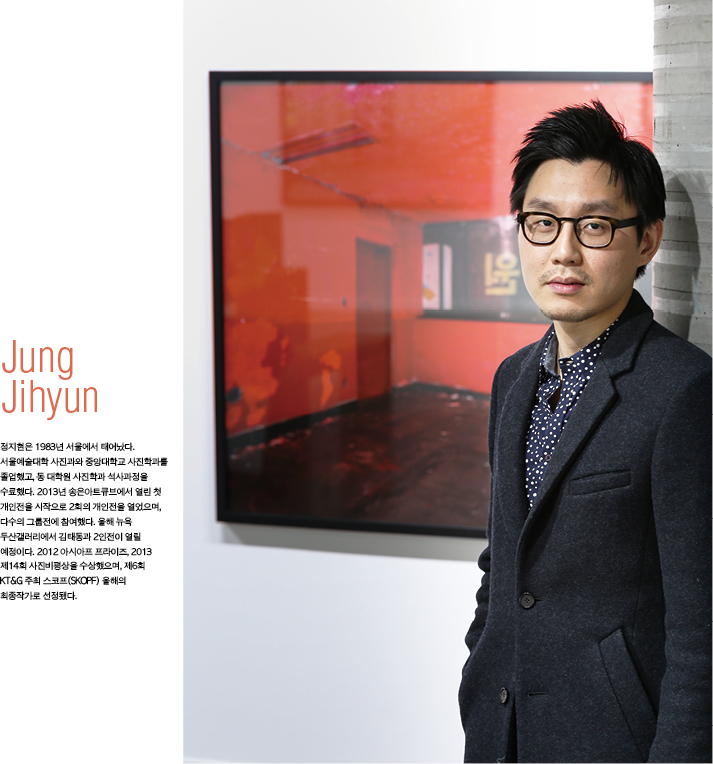 Jung
Jihyun
정지현은 1983년 서울에서 태어났다.
서울예술대학 사진과와 중앙대학교 사진학과를
졸업했고, 동 대학원 사진학과 석사과정을
수료했다. 2013년 송은아트큐브에서 열린 첫
개인전을 시작으로 2회의 개인전을 열었으며,
다수의 그룹전에 참여했다. 올해 뉴욕
두산갤러리에서 김태동과 2인전이 열릴
예정이다. 2012 아시아프 프라이즈, 2013
제14회 사진비평상을 수상했으며, 제6회
KT&G 주최 스코프(SKOPF) 올해의
최종작가로 선정됐다.